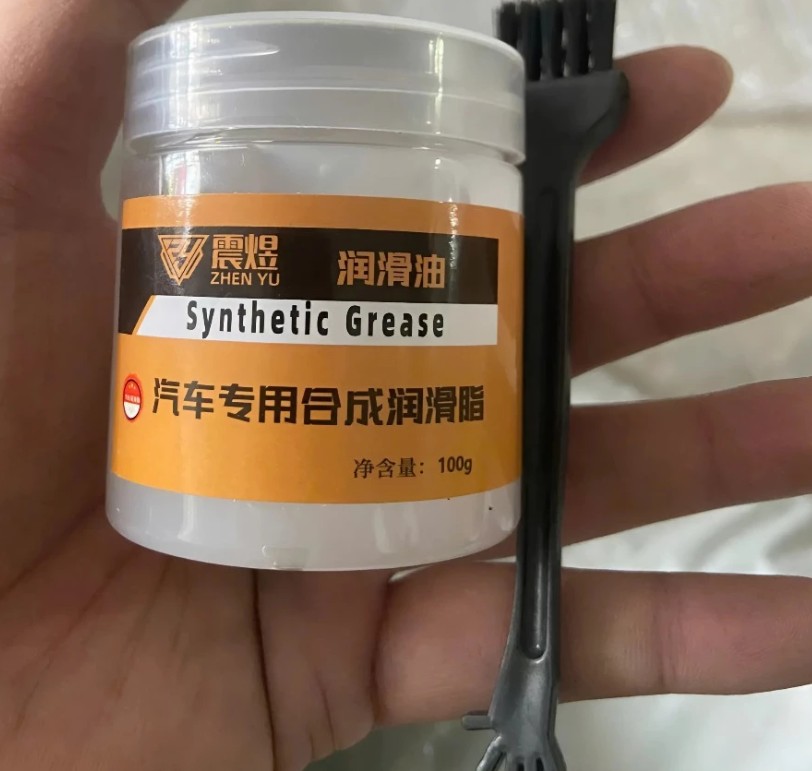 震煜
ZHEN YU
润滑油
Synthetic Grease
汽车专用合成润滑脂
净含量：100g